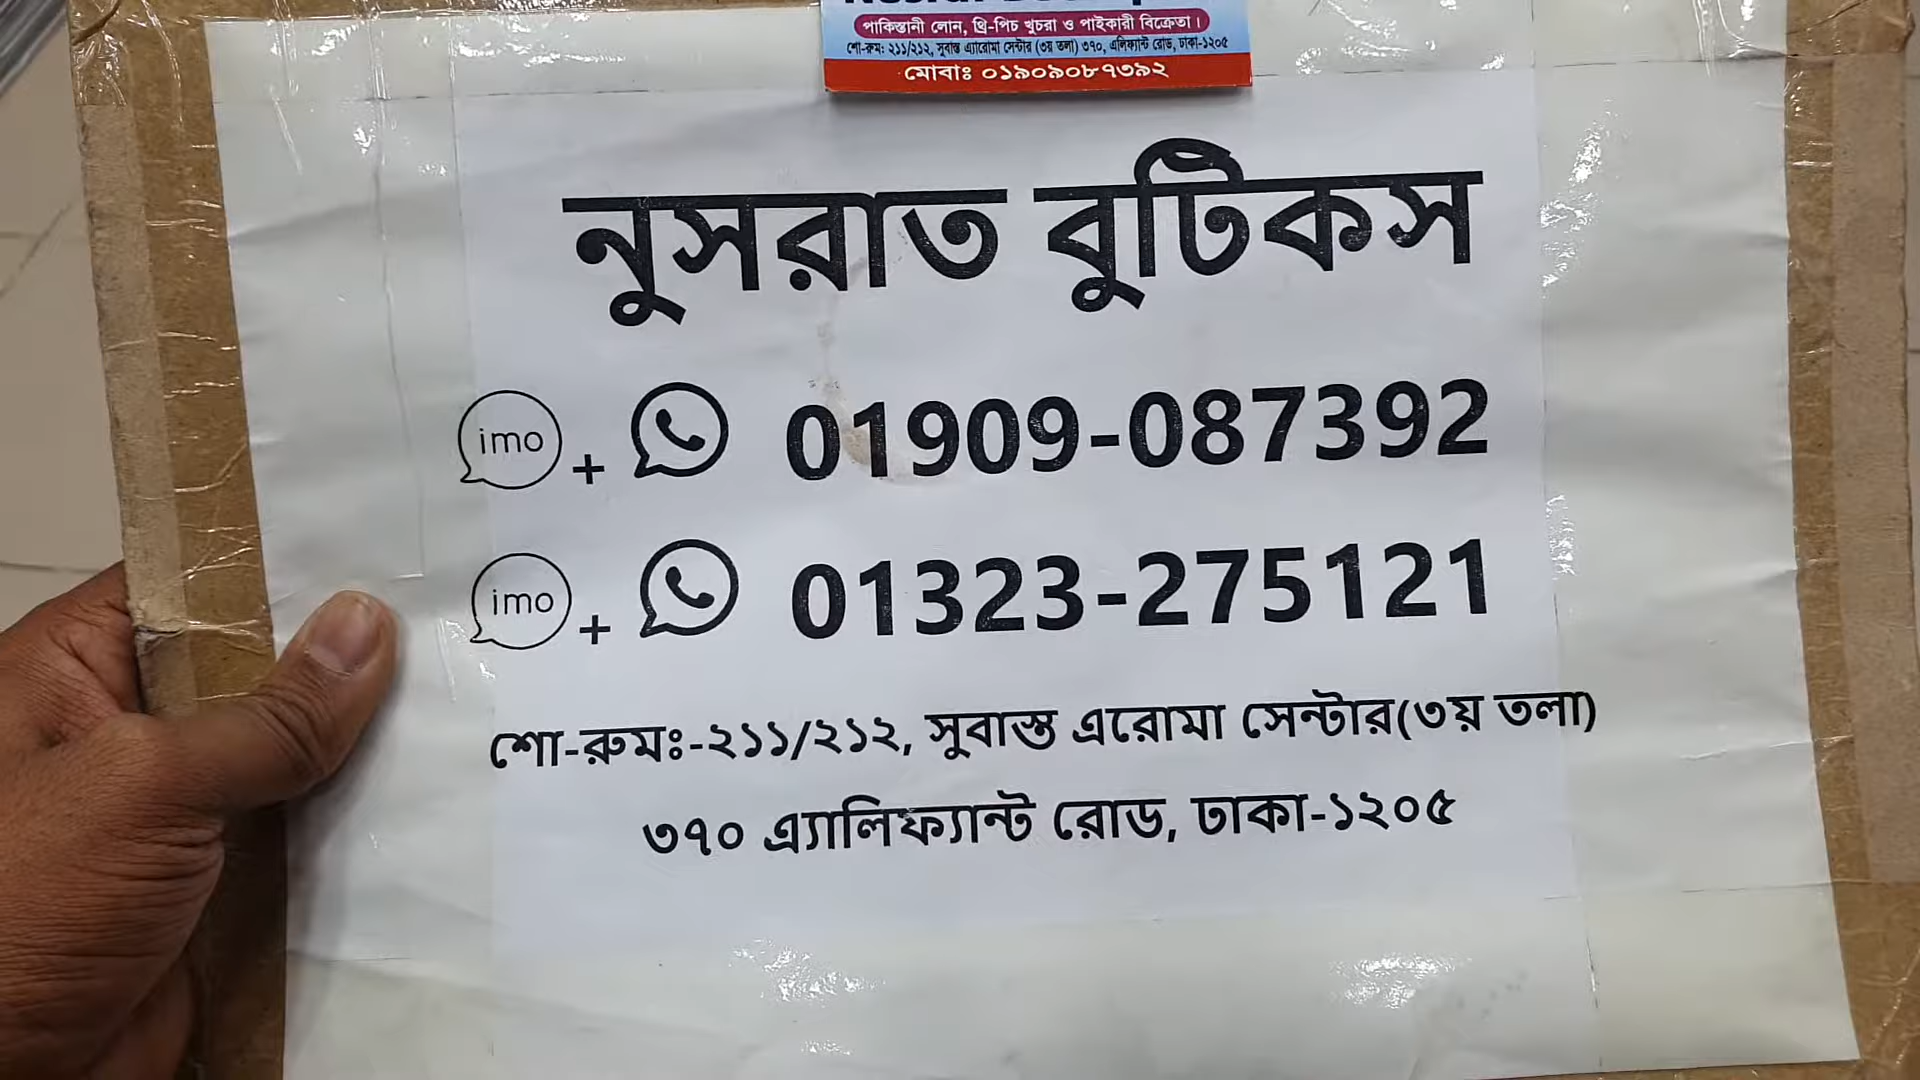 পাকিস্তানী লোন, থ্রি-পিচ খুচরা ও পাইকারী বিক্রেতা।
শো-রুম: ২১১/২১২, সুবাস্ত এ্যারোমা সেন্টার (৩য় তলা) ৩৭০, এলিফ্যান্ট রোড, ঢাকা-১২০৫
মোবাঃ ০১৯০৯০৮৭৩৯২
নুসরাত বুটিকস
imo + 01909-087392
imo + 01323-275121
শো-রুমঃ-২১১/২১২, সুবাস্ত এরোমা সেন্টার(৩য় তলা)
৩৭০ এ্যালিফ্যান্ট রোড, ঢাকা-১২০৫